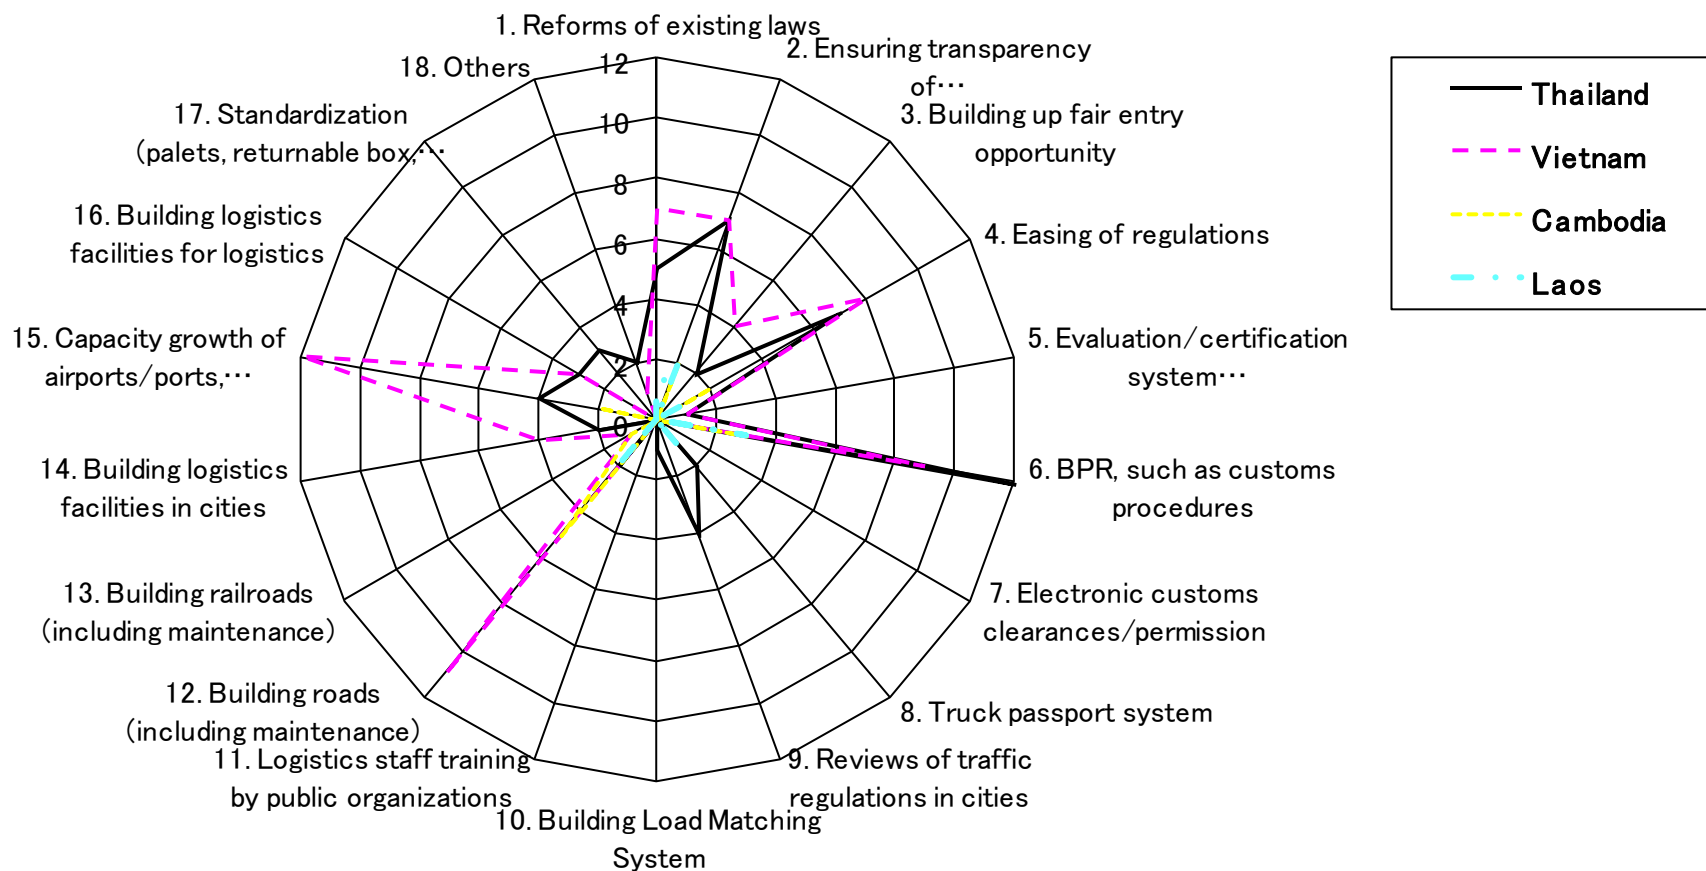 1. Reforms of existing laws
2. Ensuring transparency
of…
3. Building up fair entry
opportunity
4. Easing of regulations
5. Evaluation/certification
system…
6. BPR, such as customs
procedures
7. Electronic customs
clearances/permission
8. Truck passport system
9. Reviews of traffic
regulations in cities
10. Building Load Matching
System
11. Logistics staff training
by public organizations
12. Building roads
(including maintenance)
13. Building railroads
(including maintenance)
14. Building logistics
facilities in cities
15. Capacity growth of
airports/ports,…
16. Building logistics
facilities for logistics
17. Standardization
(palets, returnable box,…
18. Others
12
10
8
6
4
2
0
Thailand
Vietnam
Cambodia
Laos